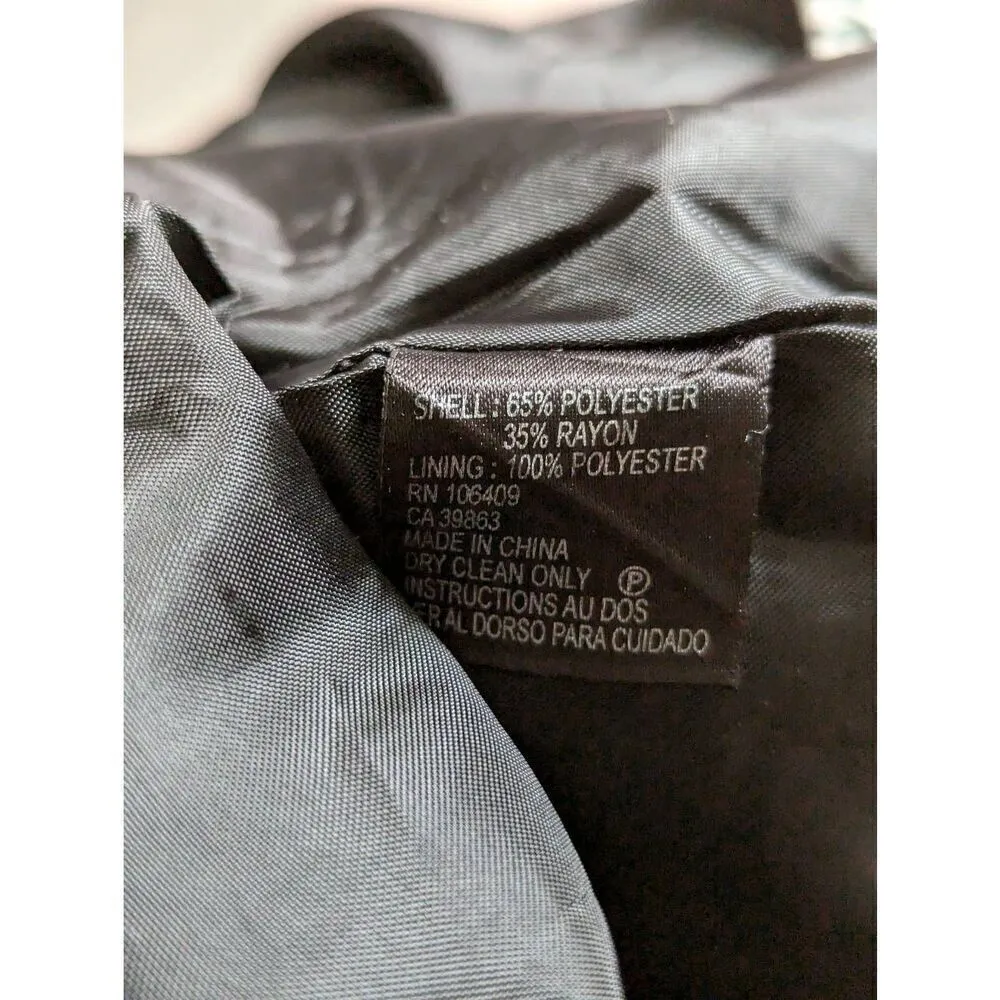 SHELL : 65% POLYESTER
35% RAYON
LINING : 100% POLYESTER
RN 106409
CA 39863
MADE IN CHINA
DRY CLEAN ONLY Ⓟ
INSTRUCTIONS AU DOS
AL DORSO PARA CUIDADO